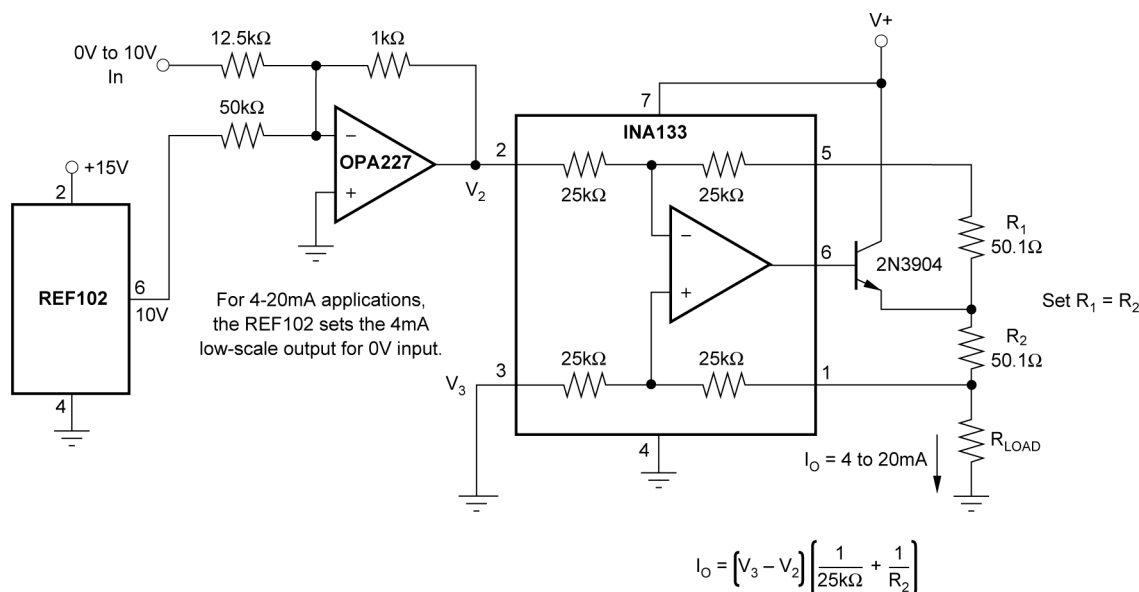 0V to 10V
In
12.5kΩ
1kΩ
50kΩ
OPA227
V2
+15V
2
REF102
6
10V
4
For 4-20mA applications,
the REF102 sets the 4mA
low-scale output for 0V input.
V+
7
INA133
2
25kΩ
25kΩ
5
R1
50.1Ω
6
2N3904
Set R1 = R2
R2
50.1Ω
V3
3
25kΩ
25kΩ
1
4
RLOAD
IO = 4 to 20mA
IO = [V3 – V2] [1/25kΩ + 1/R2]